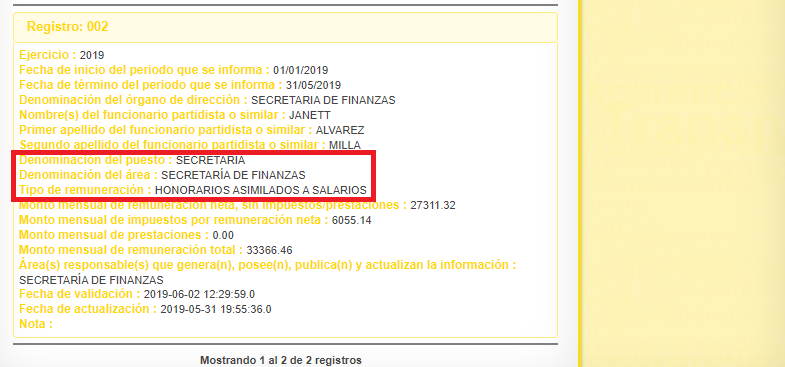 Registro: 002
Ejercicio : 2019
Fecha de inicio del periodo que se informa : 01/01/2019
Fecha de término del periodo que se informa : 31/05/2019
Denominación del órgano de dirección : SECRETARIA DE FINANZAS
Nombre(s) del funcionario partidista o similar : JANETT
Primer apellido del funcionario partidista o similar : ALVAREZ
Segundo apellido del funcionario partidista o similar : MILLA
Denominación del puesto : SECRETARIA
Denominación del área : SECRETARÍA DE FINANZAS
Tipo de remuneración : HONORARIOS ASIMILADOS A SALARIOS
Monto mensual de remuneración neta, sin impuestos/prestaciones : 27311.32
Monto mensual de impuestos por remuneración neta : 6055.14
Monto mensual de prestaciones : 0.00
Monto mensual de remuneración total : 33366.46
Área(s) responsable(s) que genera(n), posee(n), publica(n) y actualizan la información :
SECRETARÍA DE FINANZAS
Fecha de validación : 2019-06-02 12:29:59.0
Fecha de actualización : 2019-05-31 19:55:36.0
Nota :
Mostrando 1 al 2 de 2 registros